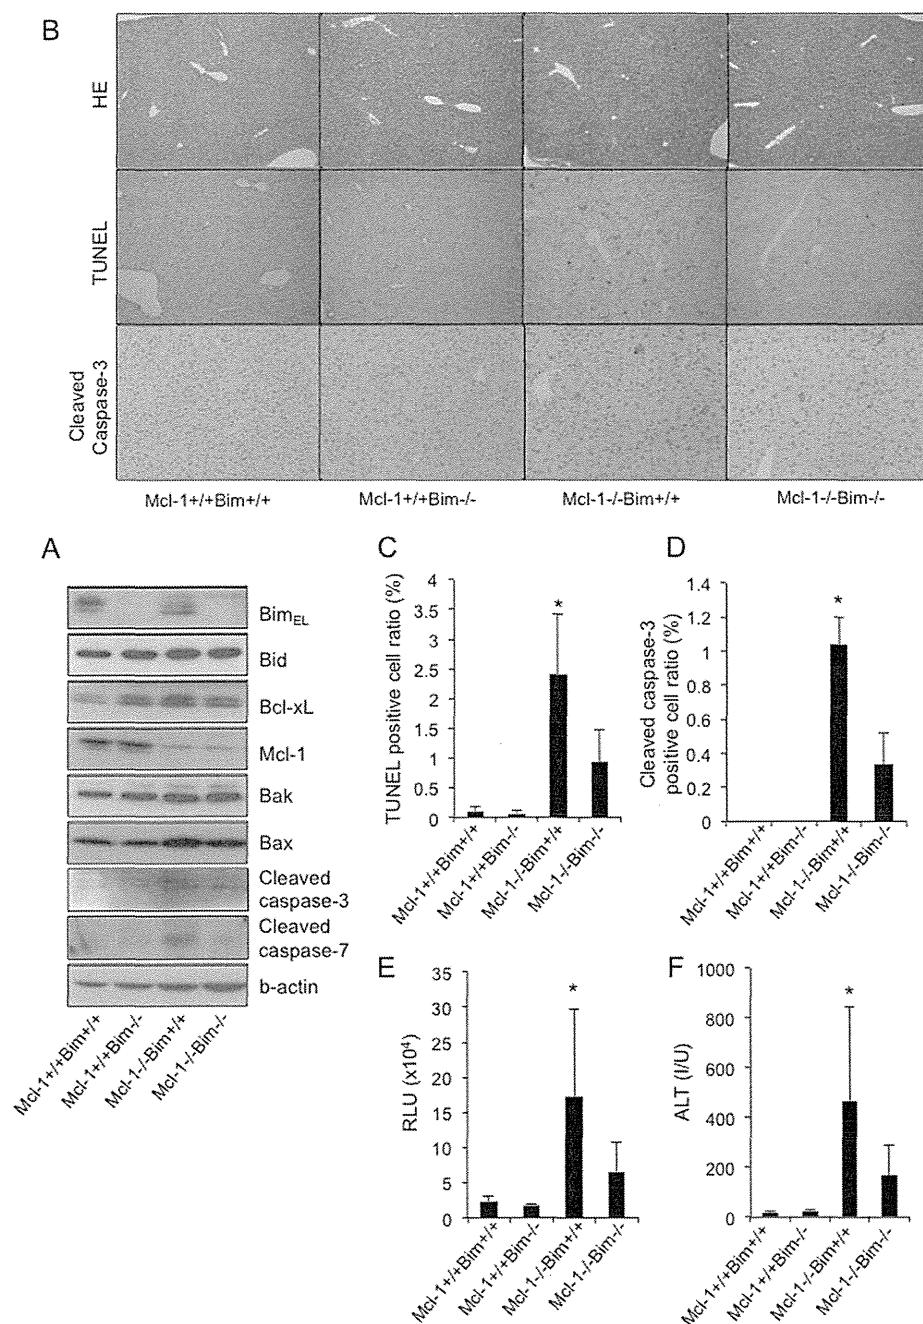 B
HE
TUNEL
Cleaved
Caspase-3
Mcl-1+/+Bim+/+
Mcl-1+/+Bim-/-
Mcl-1-/-Bim+/+
Mcl-1-/-Bim-/-
A
BimEL
Bid
Bcl-xL
Mcl-1
Bak
Bax
Cleaved
caspase-3
Cleaved
caspase-7
b-actin
Mcl-1+/+Bim+/+
Mcl-1+/+Bim-/-
Mcl-1-/-Bim+/+
Mcl-1-/-Bim-/-
C
TUNEL positive cell ratio (%)
4
3.5
3
2.5
2
1.5
1
0.5
0
*
Mcl-1+/+Bim+/+
Mcl-1+/+Bim-/-
Mcl-1-/-Bim+/+
Mcl-1-/-Bim-/-
D
Cleaved caspase-3
positive cell ratio (%)
1.4
1.2
1
0.8
0.6
0.4
0.2
0
*
Mcl-1+/+Bim+/+
Mcl-1+/+Bim-/-
Mcl-1-/-Bim+/+
Mcl-1-/-Bim-/-
E
RLU (x10⁴)
35
30
25
20
15
10
5
0
*
Mcl-1+/+Bim+/+
Mcl-1+/+Bim-/-
Mcl-1-/-Bim+/+
Mcl-1-/-Bim-/-
F
ALT (I/U)
1000
800
600
400
200
0
*
Mcl-1+/+Bim+/+
Mcl-1+/+Bim-/-
Mcl-1-/-Bim+/+
Mcl-1-/-Bim-/-